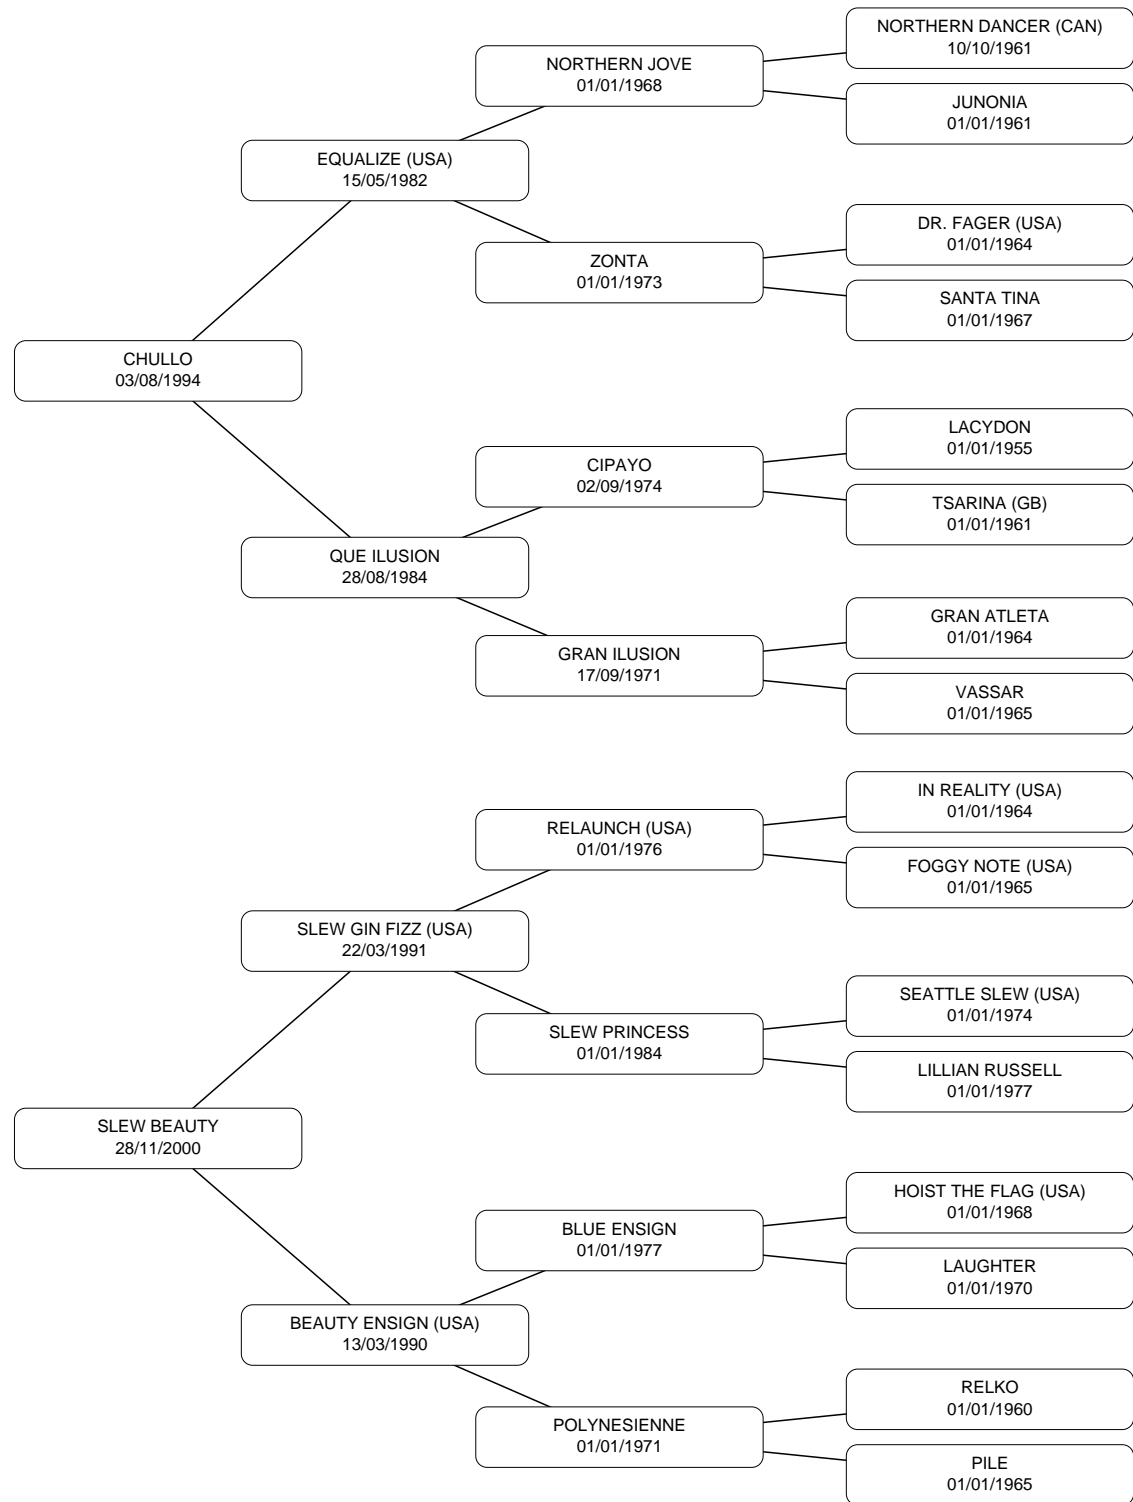 NORTHERN DANCER (CAN)
10/10/1961
NORTHERN JOVE
01/01/1968
JUNONIA
01/01/1961
EQUALIZE (USA)
15/05/1982
DR. FAGER (USA)
01/01/1964
ZONTA
01/01/1973
SANTA TINA
01/01/1967
CHULLO
03/08/1994
LACYDON
01/01/1955
CIPAYO
02/09/1974
TSARINA (GB)
01/01/1961
QUE ILUSION
28/08/1984
GRAN ATLETA
01/01/1964
GRAN ILUSION
17/09/1971
VASSAR
01/01/1965
IN REALITY (USA)
01/01/1964
RELAUNCH (USA)
01/01/1976
FOGGY NOTE (USA)
01/01/1965
SLEW GIN FIZZ (USA)
22/03/1991
SEATTLE SLEW (USA)
01/01/1974
SLEW PRINCESS
01/01/1984
LILLIAN RUSSELL
01/01/1977
SLEW BEAUTY
28/11/2000
HOIST THE FLAG (USA)
01/01/1968
BLUE ENSIGN
01/01/1977
LAUGHTER
01/01/1970
BEAUTY ENSIGN (USA)
13/03/1990
RELKO
01/01/1960
POLYNESIENNE
01/01/1971
PILE
01/01/1965